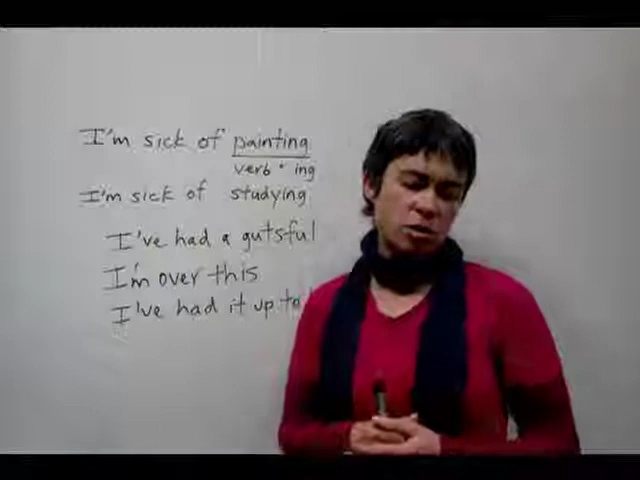 I'm sick of painting
verb + ing
I'm sick of studying
I've had a gutsful
I'm over this
I've had it up to